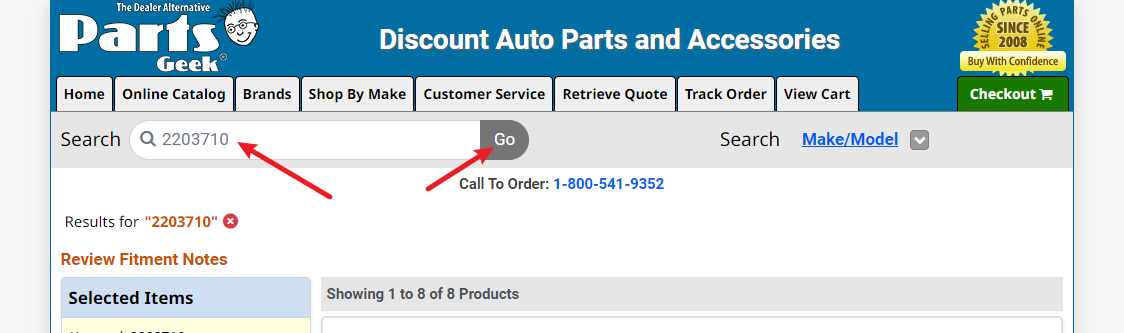 The Dealer Alternative
Parts
Geek®
Discount Auto Parts and Accessories
SELLING PARTS ONLINE
SINCE
2008
Buy With Confidence
Home
Online Catalog
Brands
Shop By Make
Customer Service
Retrieve Quote
Track Order
View Cart
Checkout
Search
2203710
Go
Search
Make/Model
Call To Order: 1-800-541-9352
Results for "2203710"
Review Fitment Notes
Selected Items
Showing 1 to 8 of 8 Products